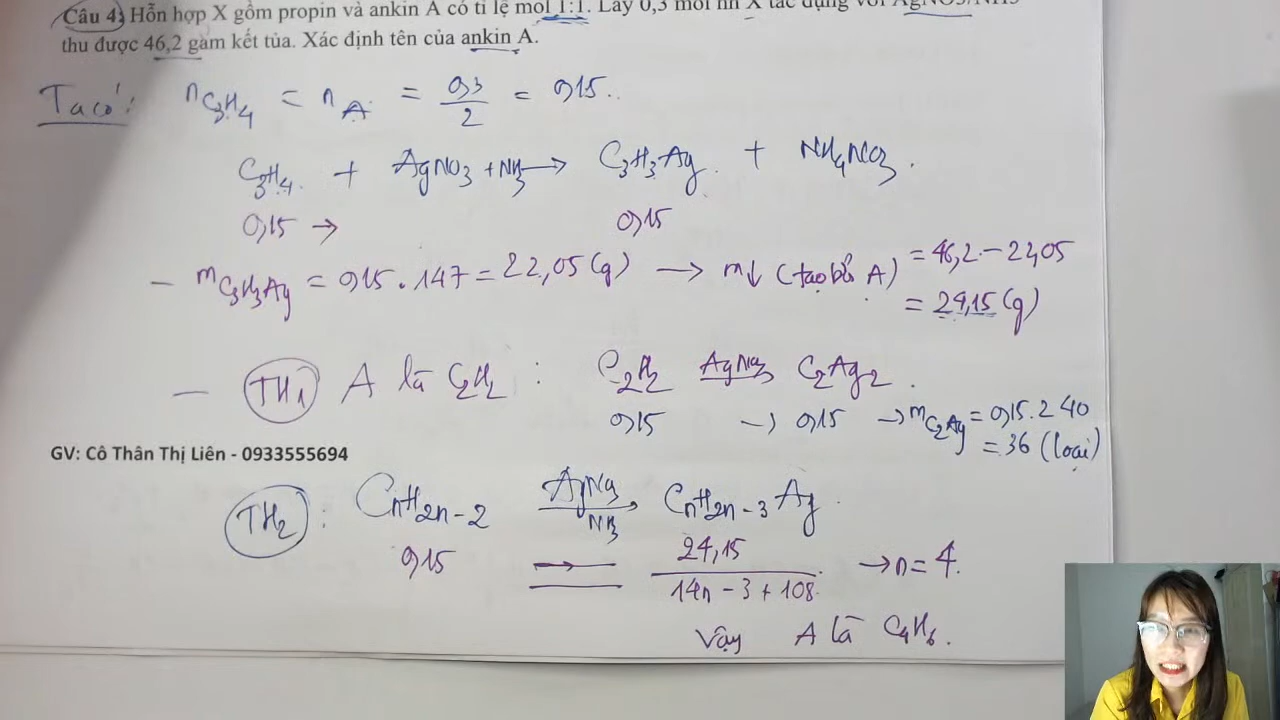 Câu 4: Hỗn hợp X gồm propin và ankin A có tỉ lệ mol 1:1. Lấy 0,3 mol hh X tác dụng với AgNO3/NH3
thu được 46,2 gam kết tủa. Xác định tên của ankin A.
Ta có: nC3H4 = nA = 0,3/2 = 0,15.
C3H4 + AgNO3 + NH3 → C3H3Ag + NH4NO3.
0,15 → 0,15
- mC3H3Ag = 0,15 . 147 = 22,05 (g) → m↓ (tạo bởi A) = 46,2 - 22,05
= 24,15 (g)
- TH1 A là C2H2 : C2H2 AgNO3→ C2Ag2.
0,15 → 0,15 → mC2Ag = 0,15.240
= 36 (loại)
GV: Cô Thân Thị Liên - 0933555694
TH2 : CnH2n-2 AgNO3/NH3→ CnH2n-3Ag
0,15 → 24,15/(14n - 3 + 108) → n = 4.
Vậy A là C4H6.